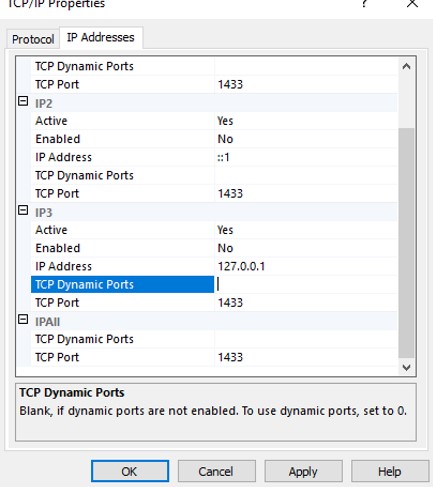 TCP/IP Properties ? ×
Protocol IP Addresses
TCP Dynamic Ports
TCP Port 1433
IP2
Active Yes
Enabled No
IP Address ::1
TCP Dynamic Ports
TCP Port 1433
IP3
Active Yes
Enabled No
IP Address 127.0.0.1
TCP Dynamic Ports
TCP Port 1433
IPAll
TCP Dynamic Ports
TCP Port 1433
TCP Dynamic Ports
Blank, if dynamic ports are not enabled. To use dynamic ports, set to 0.
OK Cancel Apply Help